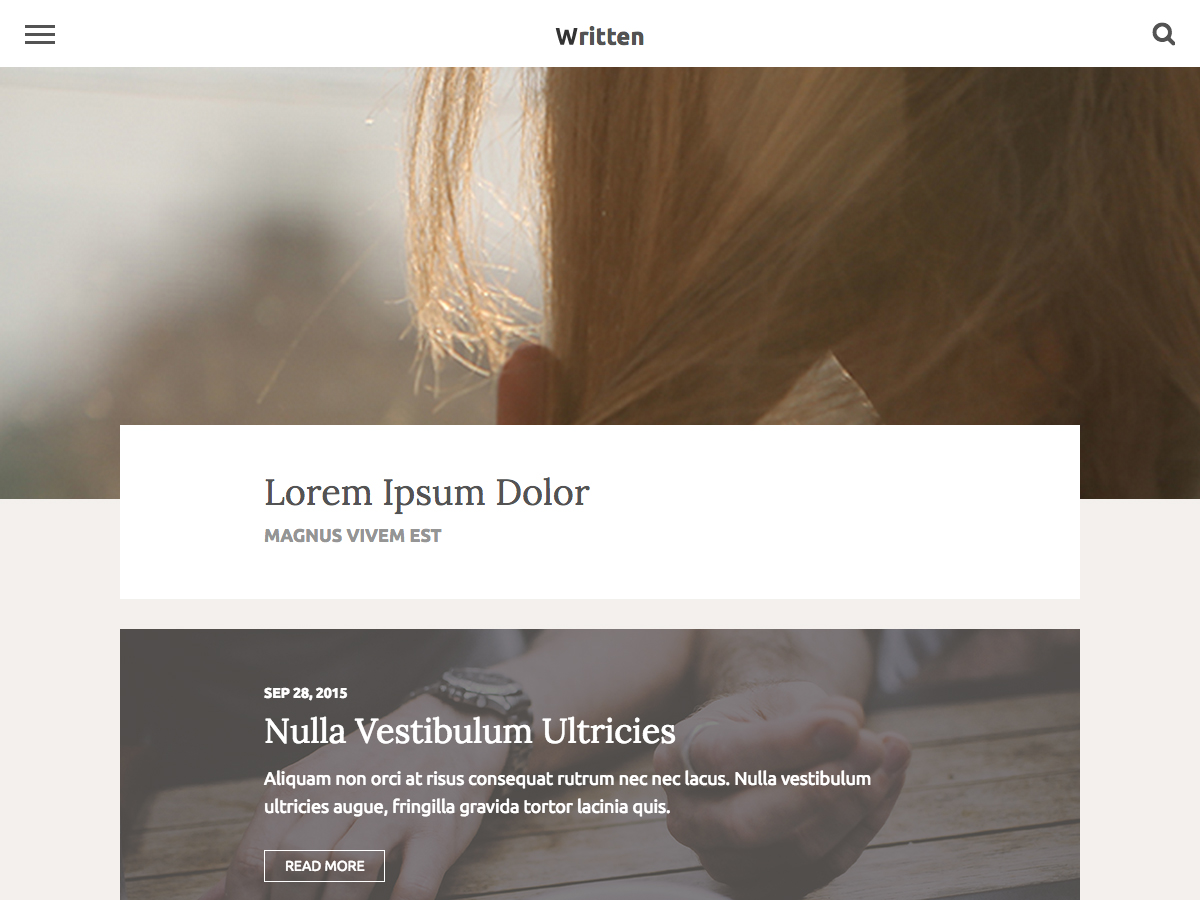 Written
Lorem Ipsum Dolor
MAGNUS VIVEM EST
SEP 28, 2015
Nulla Vestibulum Ultricies
Aliquam non orci at risus consequat rutrum nec nec lacus. Nulla vestibulum
ultricies augue, fringilla gravida tortor lacinia quis.
READ MORE